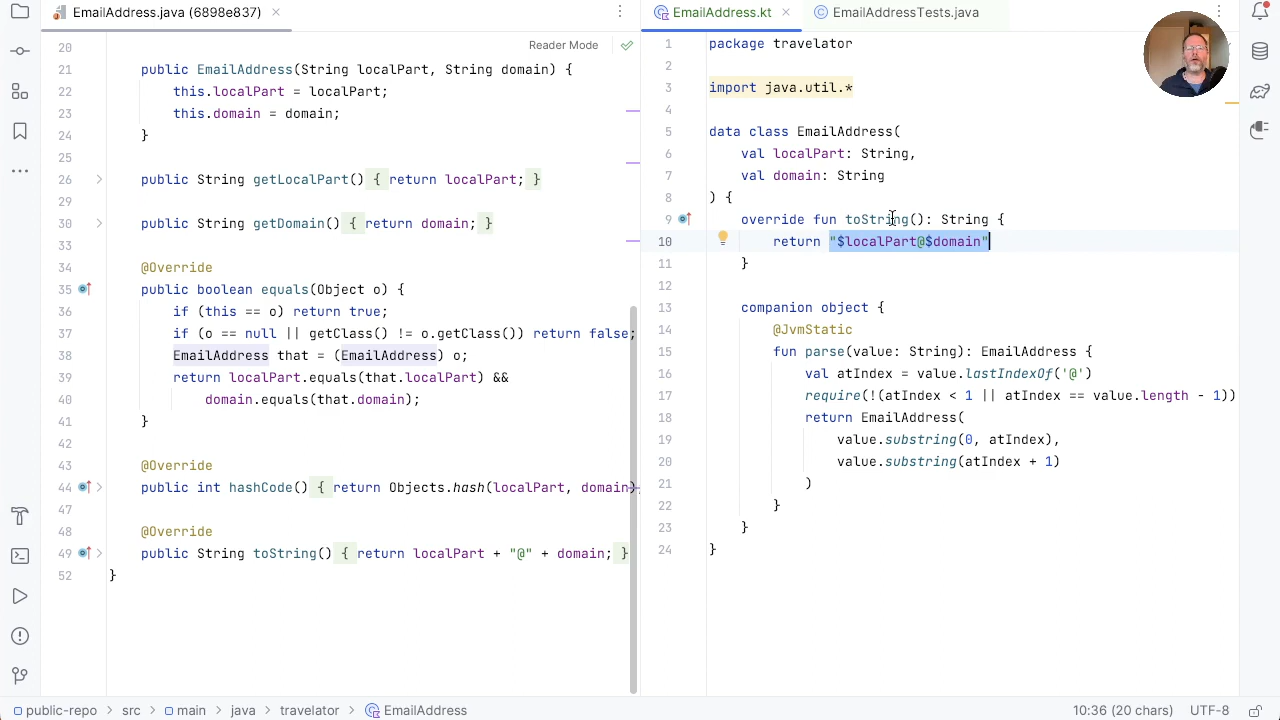 EmailAddress.java (6898e837)
EmailAddress.kt
EmailAddressTests.java
Reader Mode
20
21 public EmailAddress(String localPart, String domain) {
22 this.localPart = localPart;
23 this.domain = domain;
24 }
25
26 public String getLocalPart() { return localPart; }
29
30 public String getDomain() { return domain; }
33
34 @Override
35 public boolean equals(Object o) {
36 if (this == o) return true;
37 if (o == null || getClass() != o.getClass()) return false;
38 EmailAddress that = (EmailAddress) o;
39 return localPart.equals(that.localPart) &&
40 domain.equals(that.domain);
41 }
42
43 @Override
44 public int hashCode() { return Objects.hash(localPart, domain)
47
48 @Override
49 public String toString() { return localPart + "@" + domain; }
52 }
1 package travelator
2
3 import java.util.*
4
5 data class EmailAddress(
6 val localPart: String,
7 val domain: String
8 ) {
9 override fun toString(): String {
10 return "$localPart@$domain"
11 }
12
13 companion object {
14 @JvmStatic
15 fun parse(value: String): EmailAddress {
16 val atIndex = value.lastIndexOf('@')
17 require(!(atIndex < 1 || atIndex == value.length - 1))
18 return EmailAddress(
19 value.substring(0, atIndex),
20 value.substring(atIndex + 1)
21 )
22 }
23 }
24 }
public-repo > src > main > java > travelator > EmailAddress
10:36 (20 chars) UTF-8